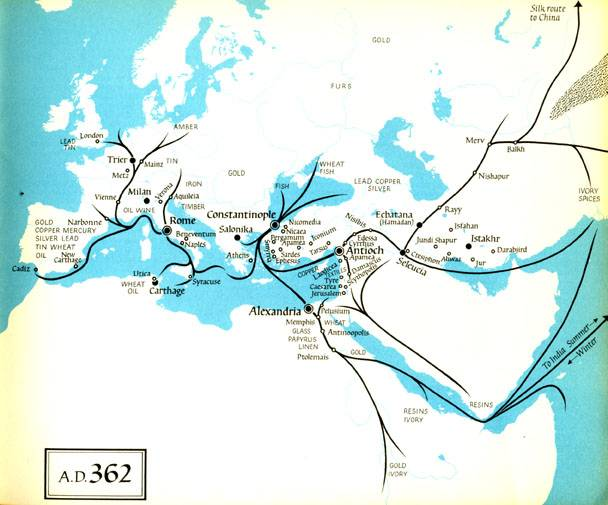 Silk route
to China
GOLD
FURS
AMBER
London
LEAD
TIN
Trier
Mainz
TIN
Metz
Merv
Balkh
WHEAT
FISH
FISH
LEAD COPPER
SILVER
Nishapur
IVORY
SPICES
Vienne
Milan
Verona
IRON
GOLD
Aquileia
TIMBER
OIL WINE
Narbonne
GOLD
COPPER MERCURY
SILVER LEAD
TIN WHEAT
OIL
Rome
Beneventum
Naples
Constantinople
Salonika
Nicomedia
Nicaea
Pergamum
Apamea
Iconium
Sardes
Ephesus
Tarsus
Athens
Nisibis
Edessa
Cyrrhus
Antioch
Apamea
Ecbatana
(Hamadan)
Rayy
Isfahan
Jundi Shapur
Istakhr
Ctesiphon
Ahwaz
Jur
Darabjird
Seleucia
New
Carthage
Cadiz
Utica
WHEAT
OIL
Carthage
Syracuse
COPPER
Laodicea
TEXTILES
Damascus
Scythopolis
Tyre
Caesarea
Jerusalem
Alexandria
Pelusium
Memphis
WHEAT
GLASS
PAPYRUS
LINEN
Antinoopolis
Ptolemais
GOLD
To India Summer
Winter
RESINS
RESINS
IVORY
GOLD
IVORY
A.D. 362